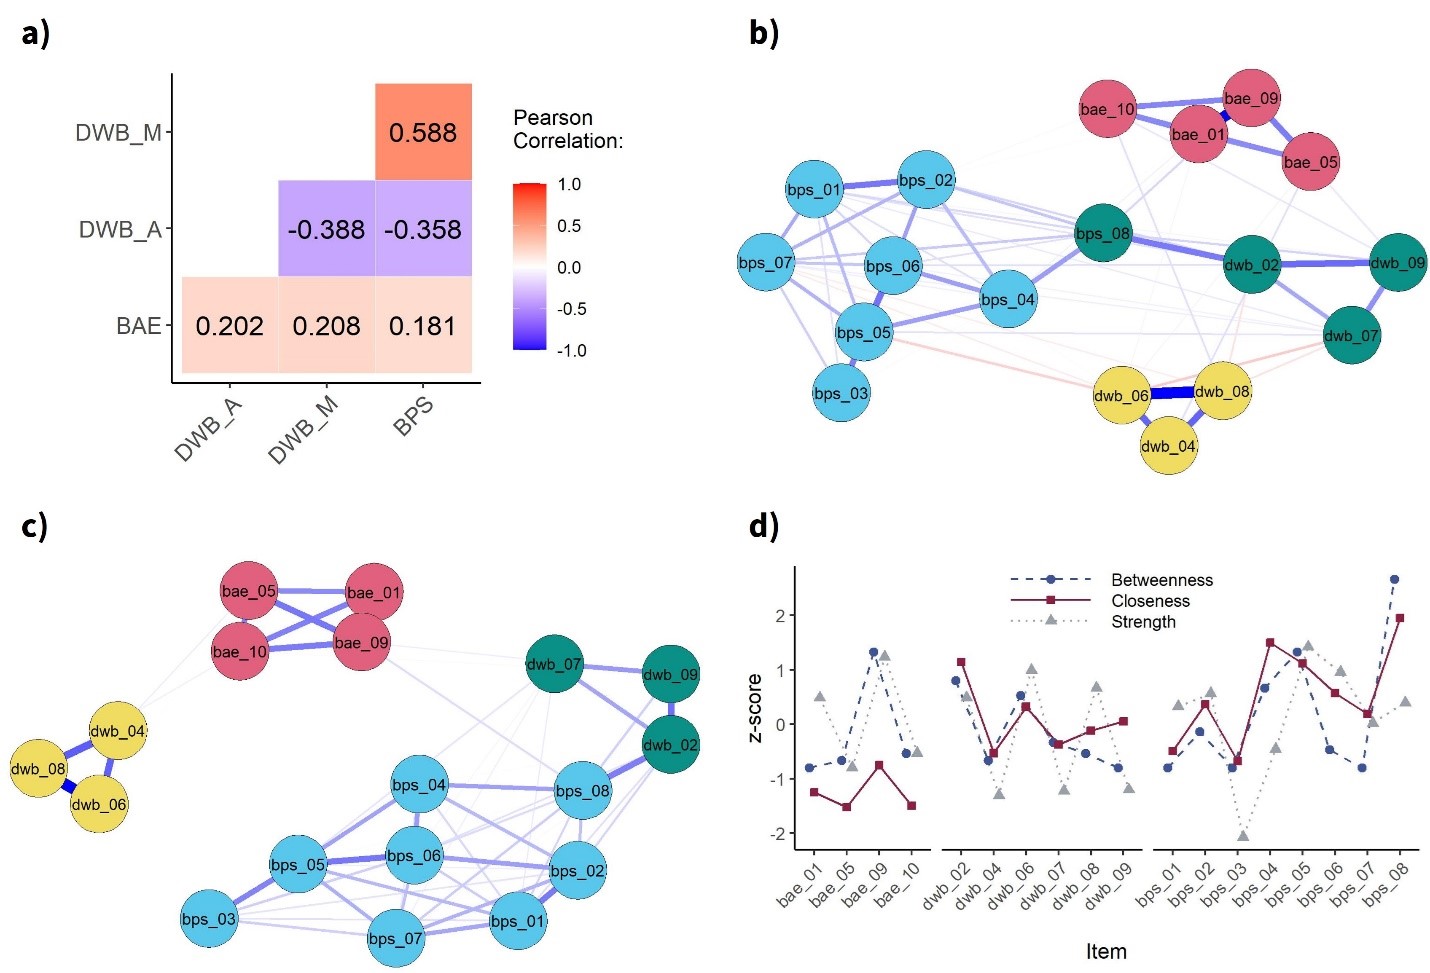 a)
DWB_M
DWB_A
BAE
0.588
-0.388
-0.358
0.202
0.208
0.181
DWB_A
DWB_M
BPS
Pearson
Correlation:
1.0
0.5
0.0
-0.5
-1.0
b)
bae_10
bae_09
bae_01
bae_05
bps_01
bps_02
bps_08
bps_07
bps_06
dwb_02
dwb_09
bps_04
bps_05
dwb_07
bps_03
dwb_06
dwb_08
dwb_04
c)
bae_05
bae_01
bae_10
bae_09
dwb_07
dwb_09
dwb_04
dwb_02
dwb_08
dwb_06
bps_04
bps_08
bps_06
bps_05
bps_02
bps_03
bps_01
bps_07
d)
Betweenness
Closeness
Strength
z-score
2
1
0
-1
-2
bae_01
bae_05
bae_09
bae_10
dwb_02
dwb_04
dwb_06
dwb_07
dwb_08
dwb_09
bps_01
bps_02
bps_03
bps_04
bps_05
bps_06
bps_07
bps_08
Item